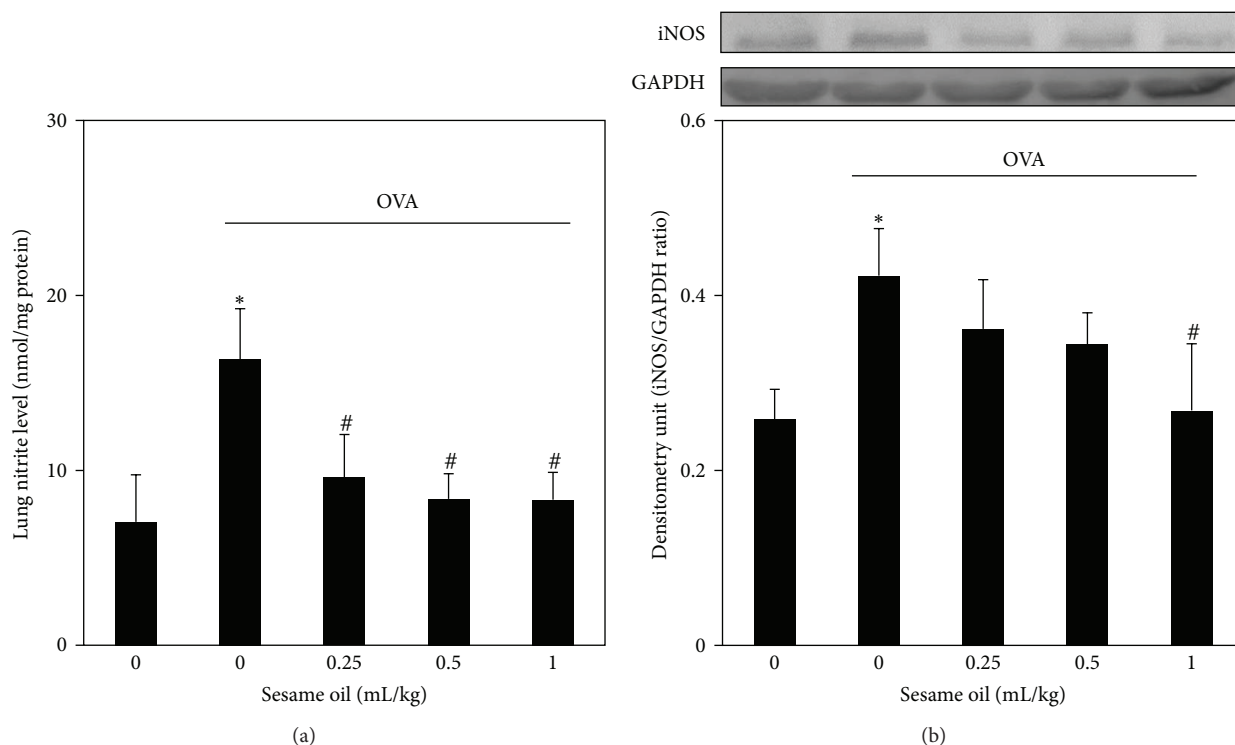 30
20
10
0
Lung nitrite level (nmol/mg protein)
OVA
*
#
#
#
0 0 0.25 0.5 1
Sesame oil (mL/kg)
(a)
iNOS
GAPDH
0.6
0.4
0.2
0
Densitometry unit (iNOS/GAPDH ratio)
OVA
*
#
0 0 0.25 0.5 1
Sesame oil (mL/kg)
(b)